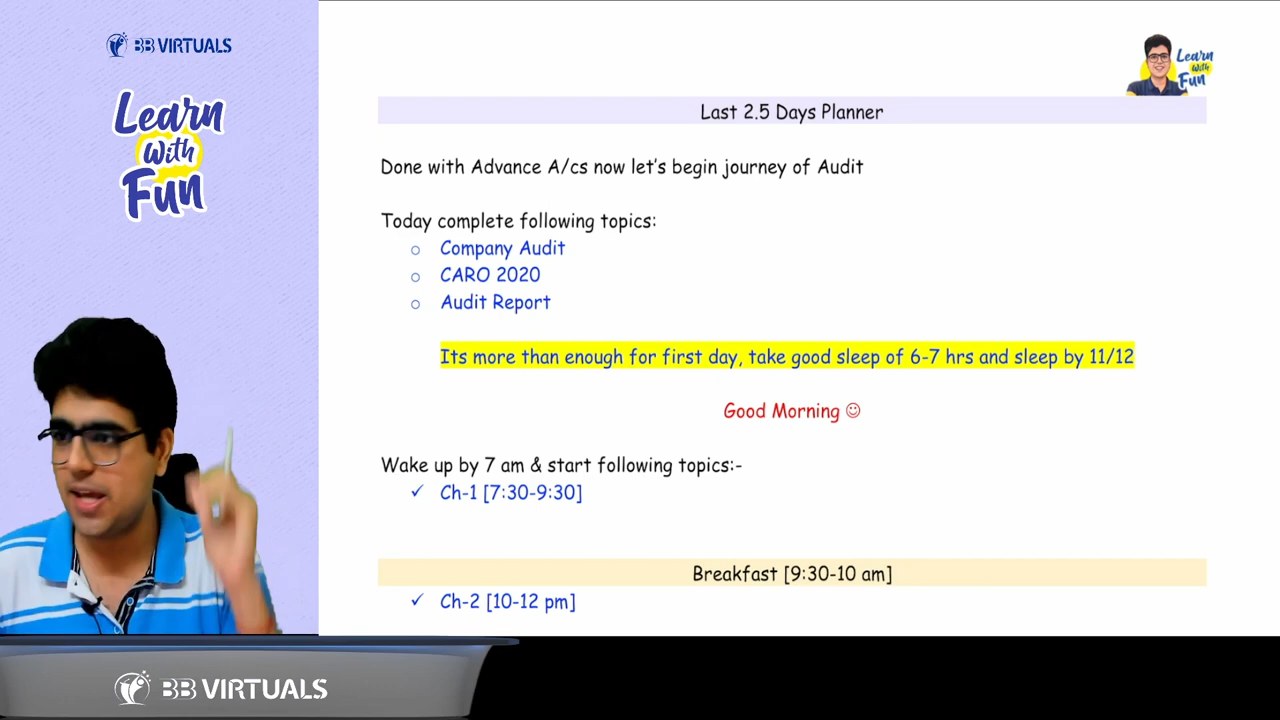 BB VIRTUALS
Learn
With
Fun
Learn
With
Fun
Last 2.5 Days Planner
Done with Advance A/cs now let's begin journey of Audit
Today complete following topics:
o Company Audit
o CARO 2020
o Audit Report
Its more than enough for first day, take good sleep of 6-7 hrs and sleep by 11/12
Good Morning ☺
Wake up by 7 am & start following topics:-
✓ Ch-1 [7:30-9:30]
Breakfast [9:30-10 am]
✓ Ch-2 [10-12 pm]
BB VIRTUALS